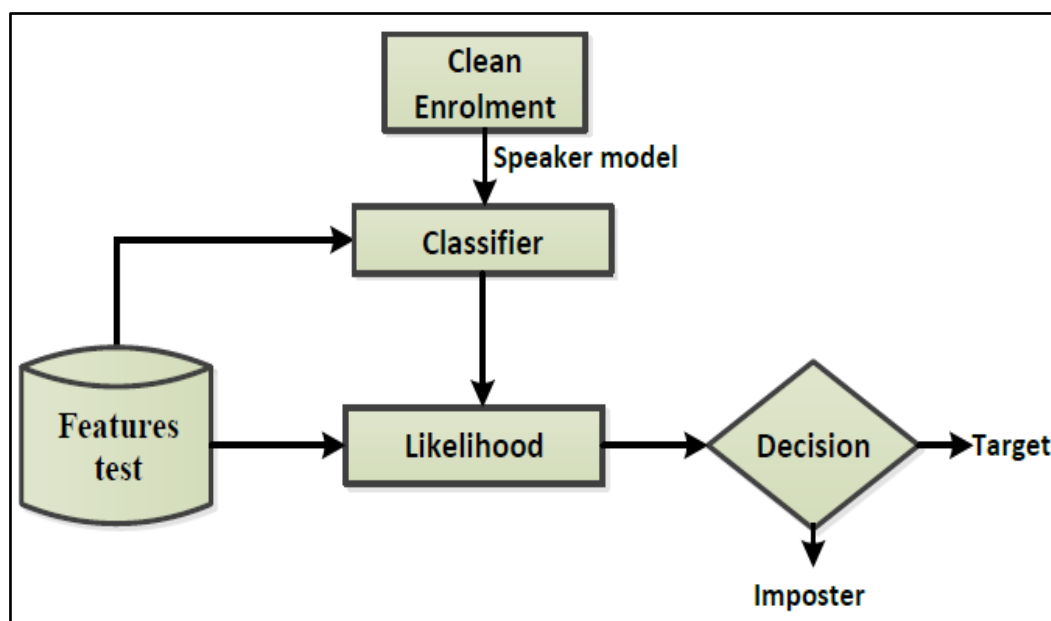 Clean
Enrolment
Speaker model
Classifier
Features
test
Likelihood
Decision
Target
Imposter